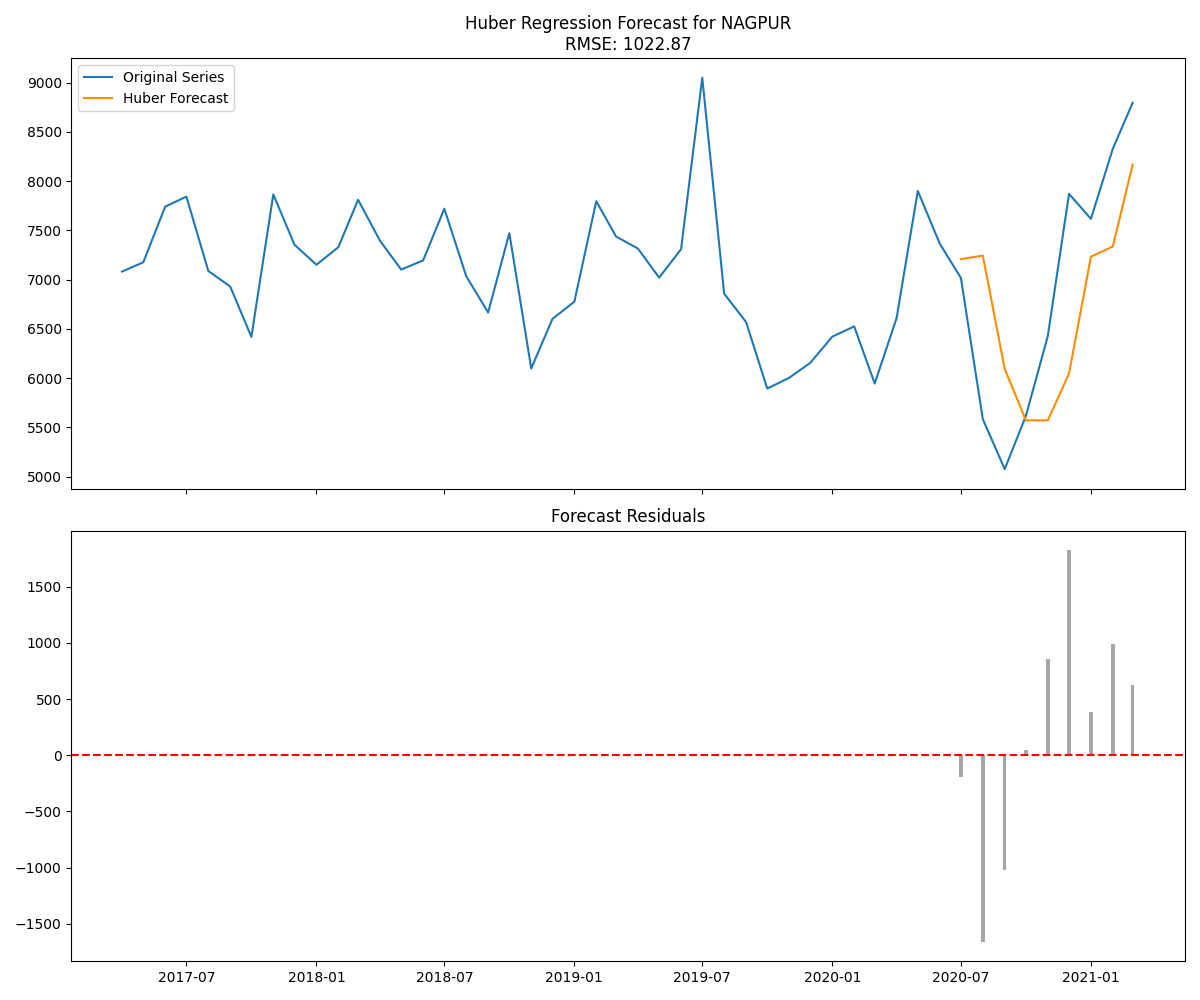 Huber Regression Forecast for NAGPUR
RMSE: 1022.87
Original Series
Huber Forecast
9000
8500
8000
7500
7000
6500
6000
5500
5000
Forecast Residuals
1500
1000
500
0
−500
−1000
−1500
2017-07 2018-01 2018-07 2019-01 2019-07 2020-01 2020-07 2021-01